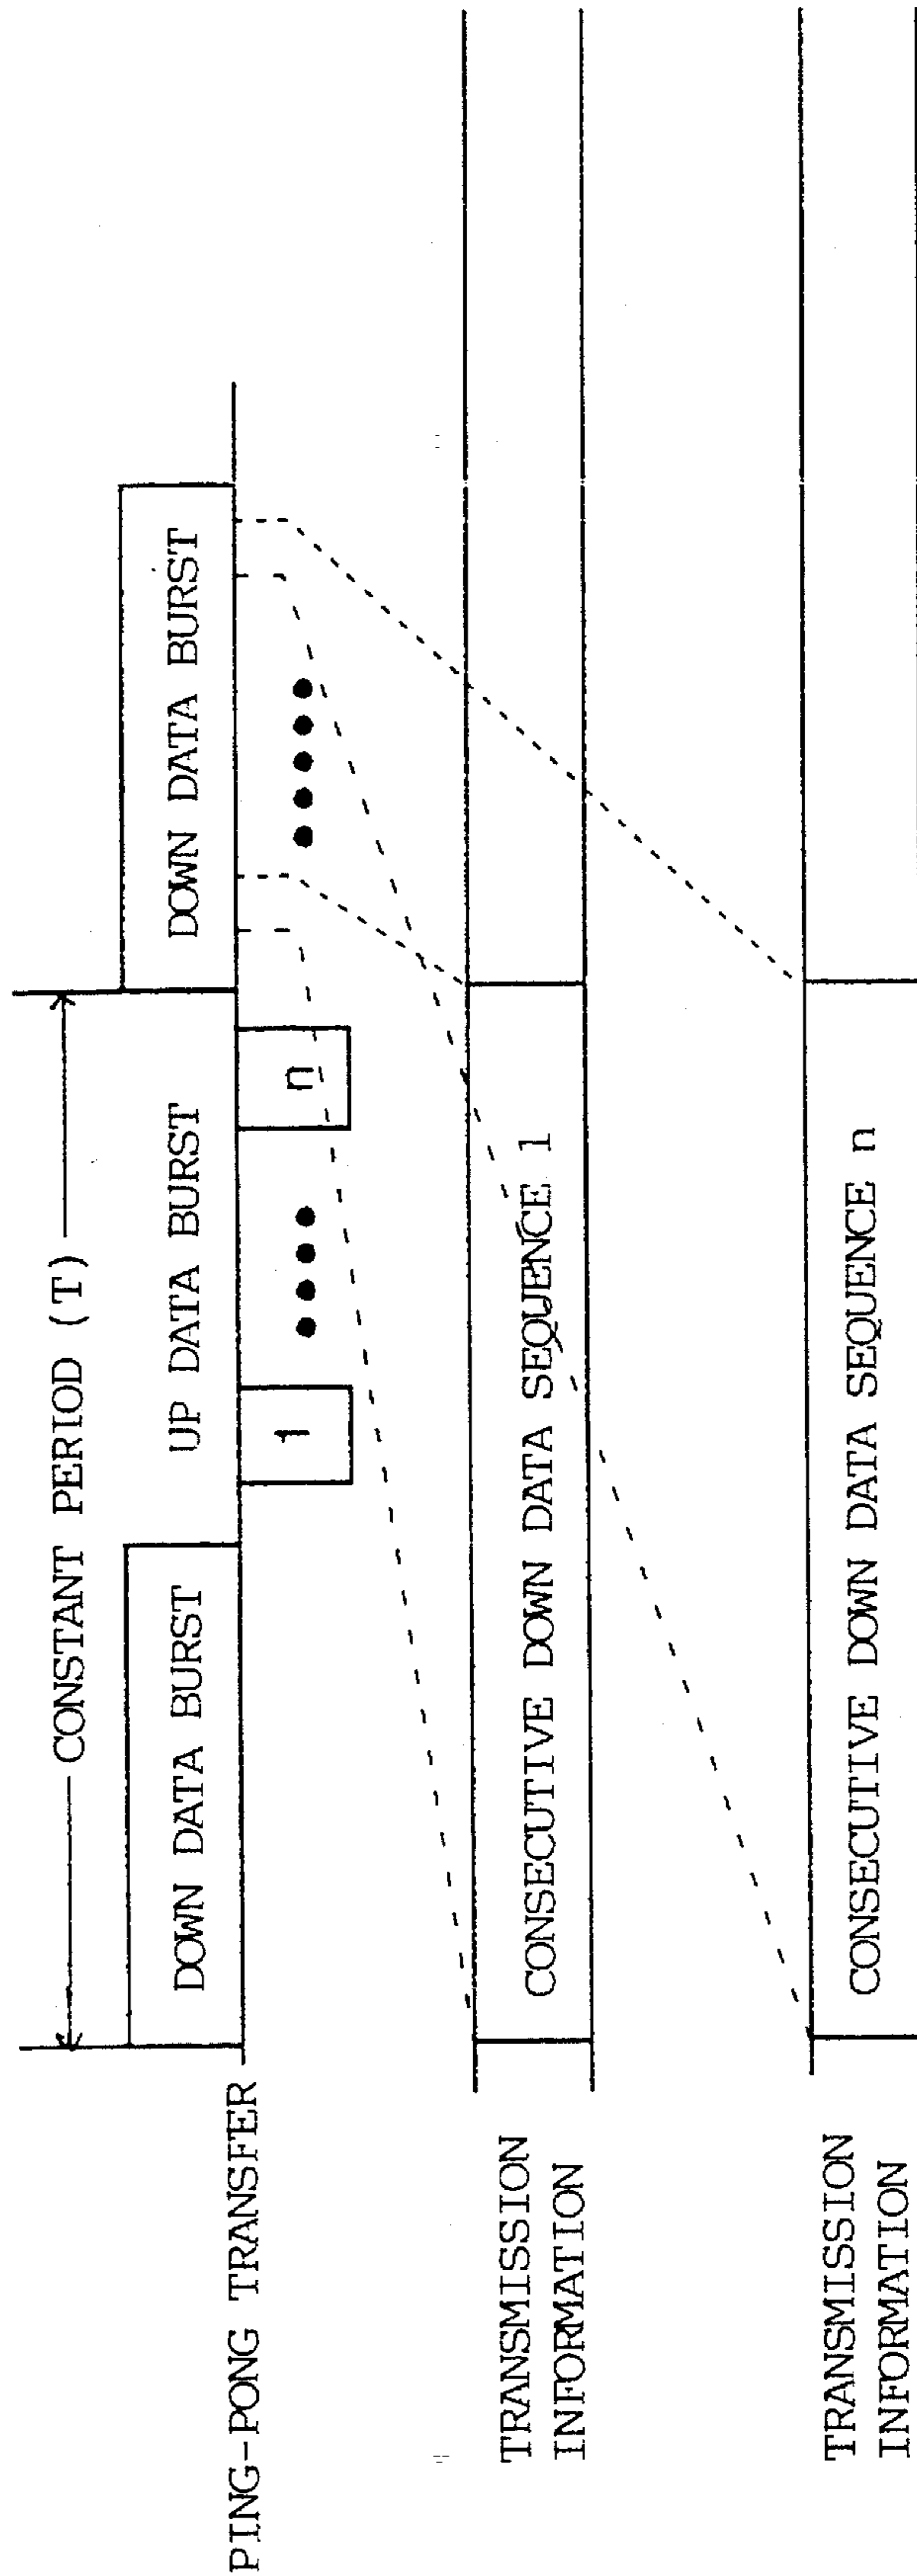 CONSTANT PERIOD (T)
DOWN DATA BURST
UP DATA BURST
DOWN DATA BURST
PING-PONG TRANSFER
1
n
TRANSMISSION
INFORMATION
CONSECUTIVE DOWN DATA SEQUENCE 1
TRANSMISSION
INFORMATION
CONSECUTIVE DOWN DATA SEQUENCE n